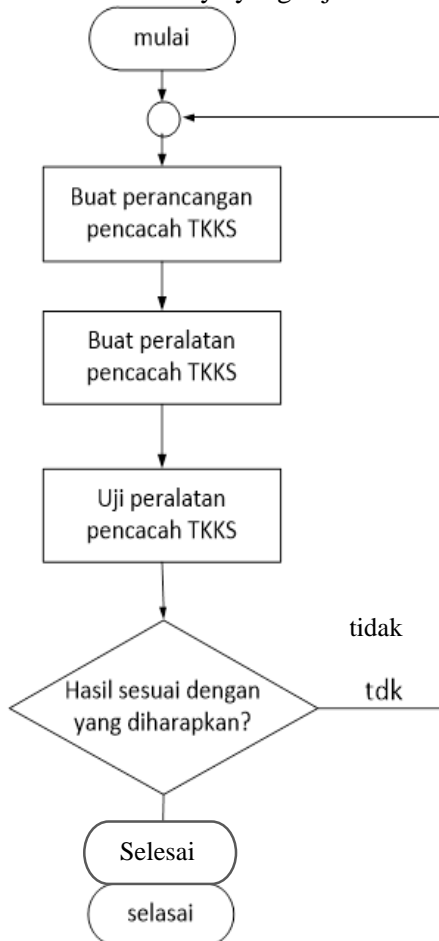 mulai
Buat perancangan
pencacah TKKS
Buat peralatan
pencacah TKKS
Uji peralatan
pencacah TKKS
tidak
Hasil sesuai dengan
yang diharapkan?
tdk
Selesai
selasai